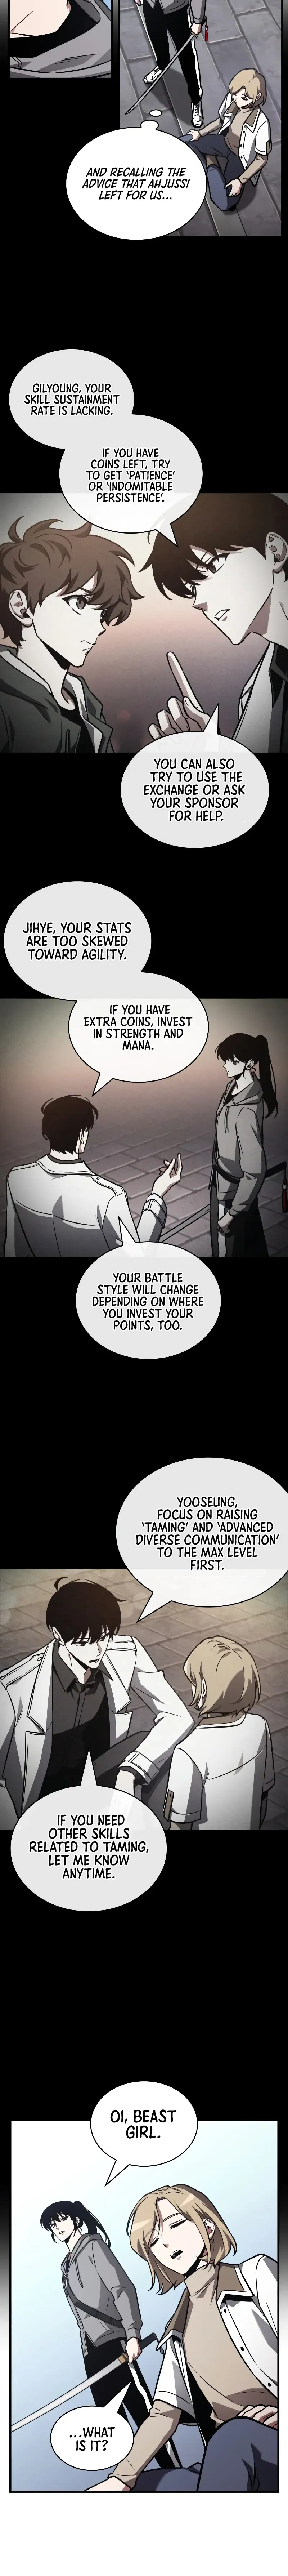 AND RECALLING THE
ADVICE THAT AHJUSSI
LEFT FOR US...
GILYOUNG, YOUR
SKILL SUSTAINMENT
RATE IS LACKING.
IF YOU HAVE
COINS LEFT, TRY
TO GET 'PATIENCE'
OR 'INDOMITABLE
PERSISTENCE'.
YOU CAN ALSO
TRY TO USE THE
EXCHANGE OR ASK
YOUR SPONSOR
FOR HELP.
JIHYE, YOUR STATS
ARE TOO SKEWED
TOWARD AGILITY.
IF YOU HAVE
EXTRA COINS, INVEST
IN STRENGTH AND
MANA.
YOUR BATTLE
STYLE WILL CHANGE
DEPENDING ON WHERE
YOU INVEST YOUR
POINTS, TOO.
YOOSEUNG,
FOCUS ON RAISING
'TAMING' AND 'ADVANCED
DIVERSE COMMUNICATION'
TO THE MAX LEVEL
FIRST.
IF YOU NEED
OTHER SKILLS
RELATED TO TAMING,
LET ME KNOW
ANYTIME.
OI, BEAST
GIRL.
...WHAT
IS IT?